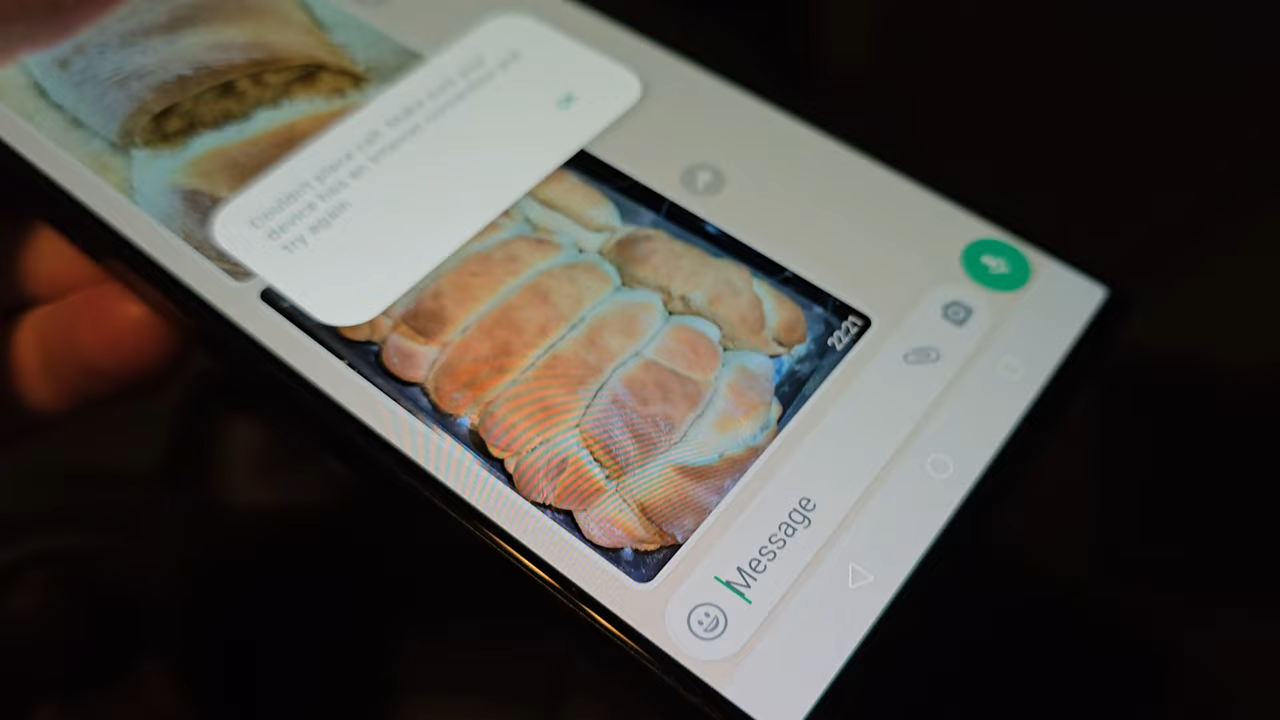 Couldn't place call. Make sure your
device has an Internet connection and
try again.
OK
22:21
Message